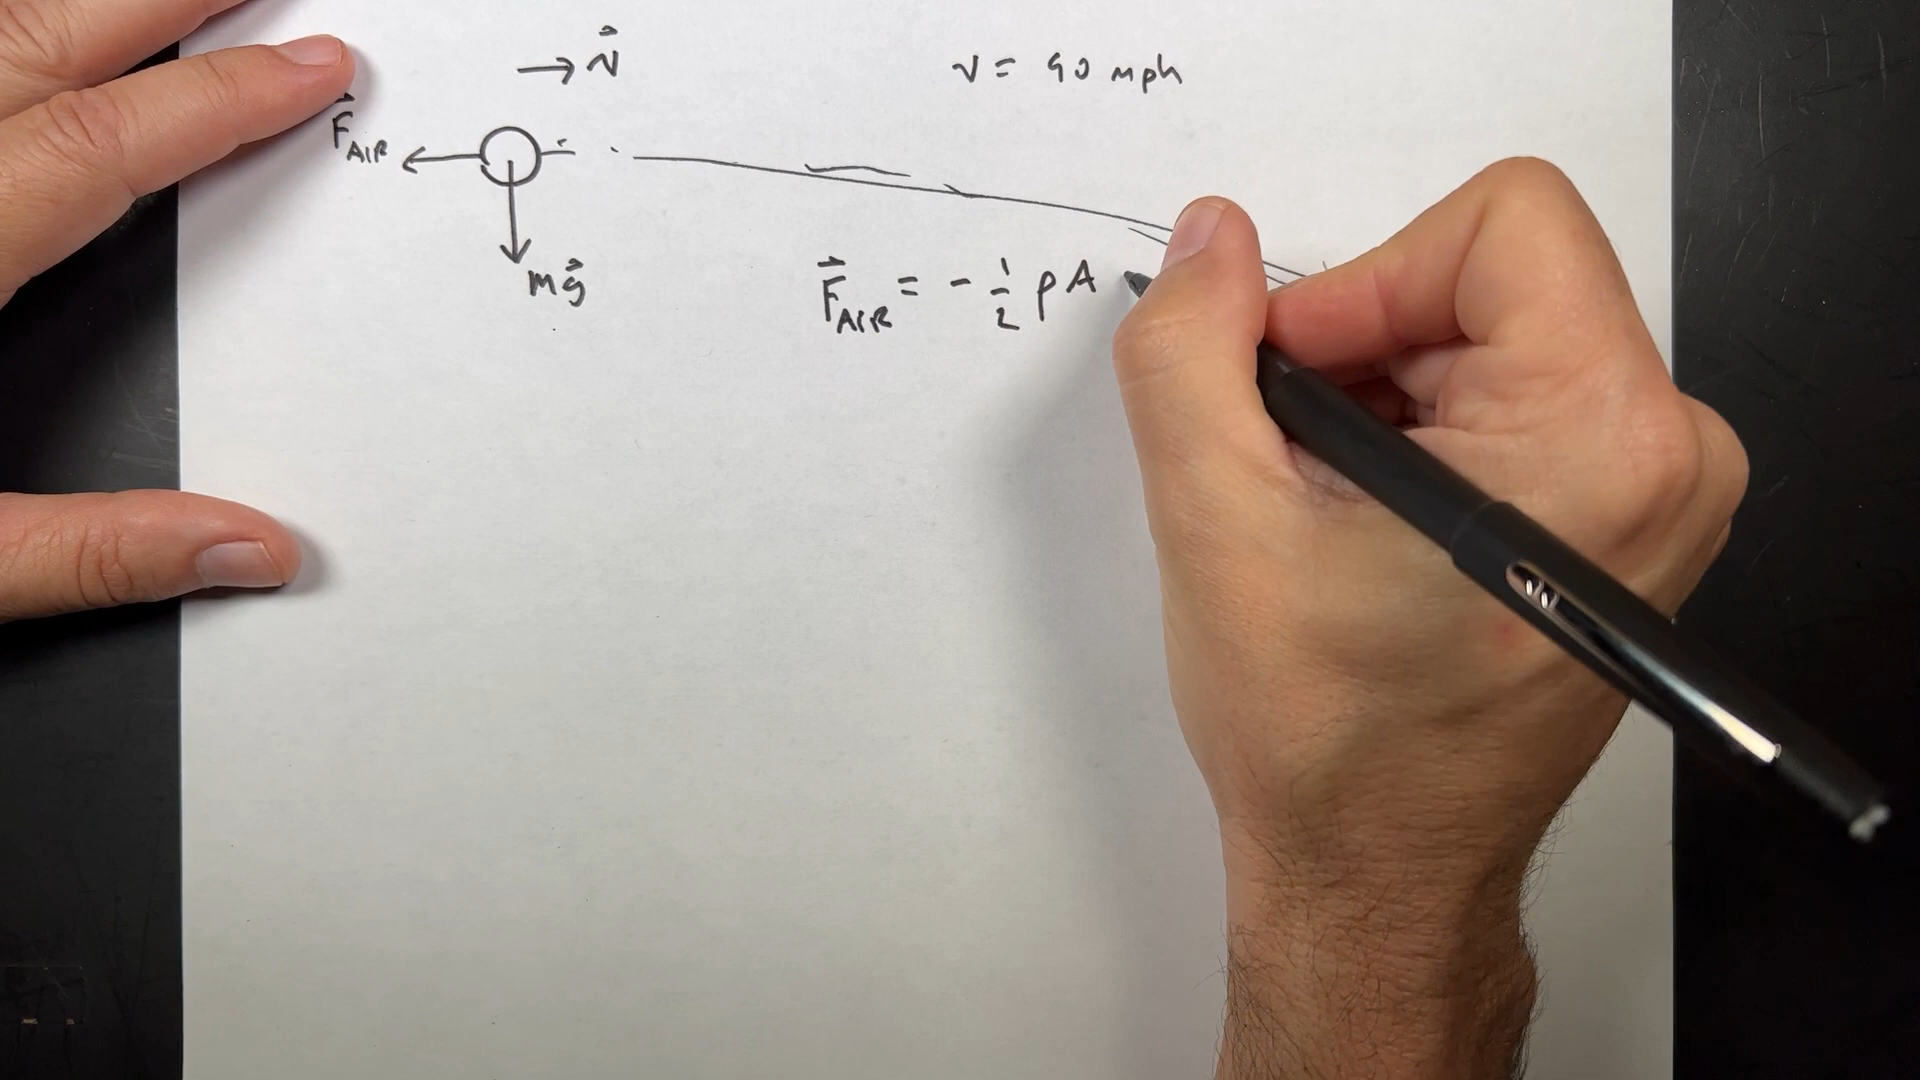 → v⃗
v = 90 mph
F⃗AIR
mg⃗
F⃗AIR = - 1/2 ρ A